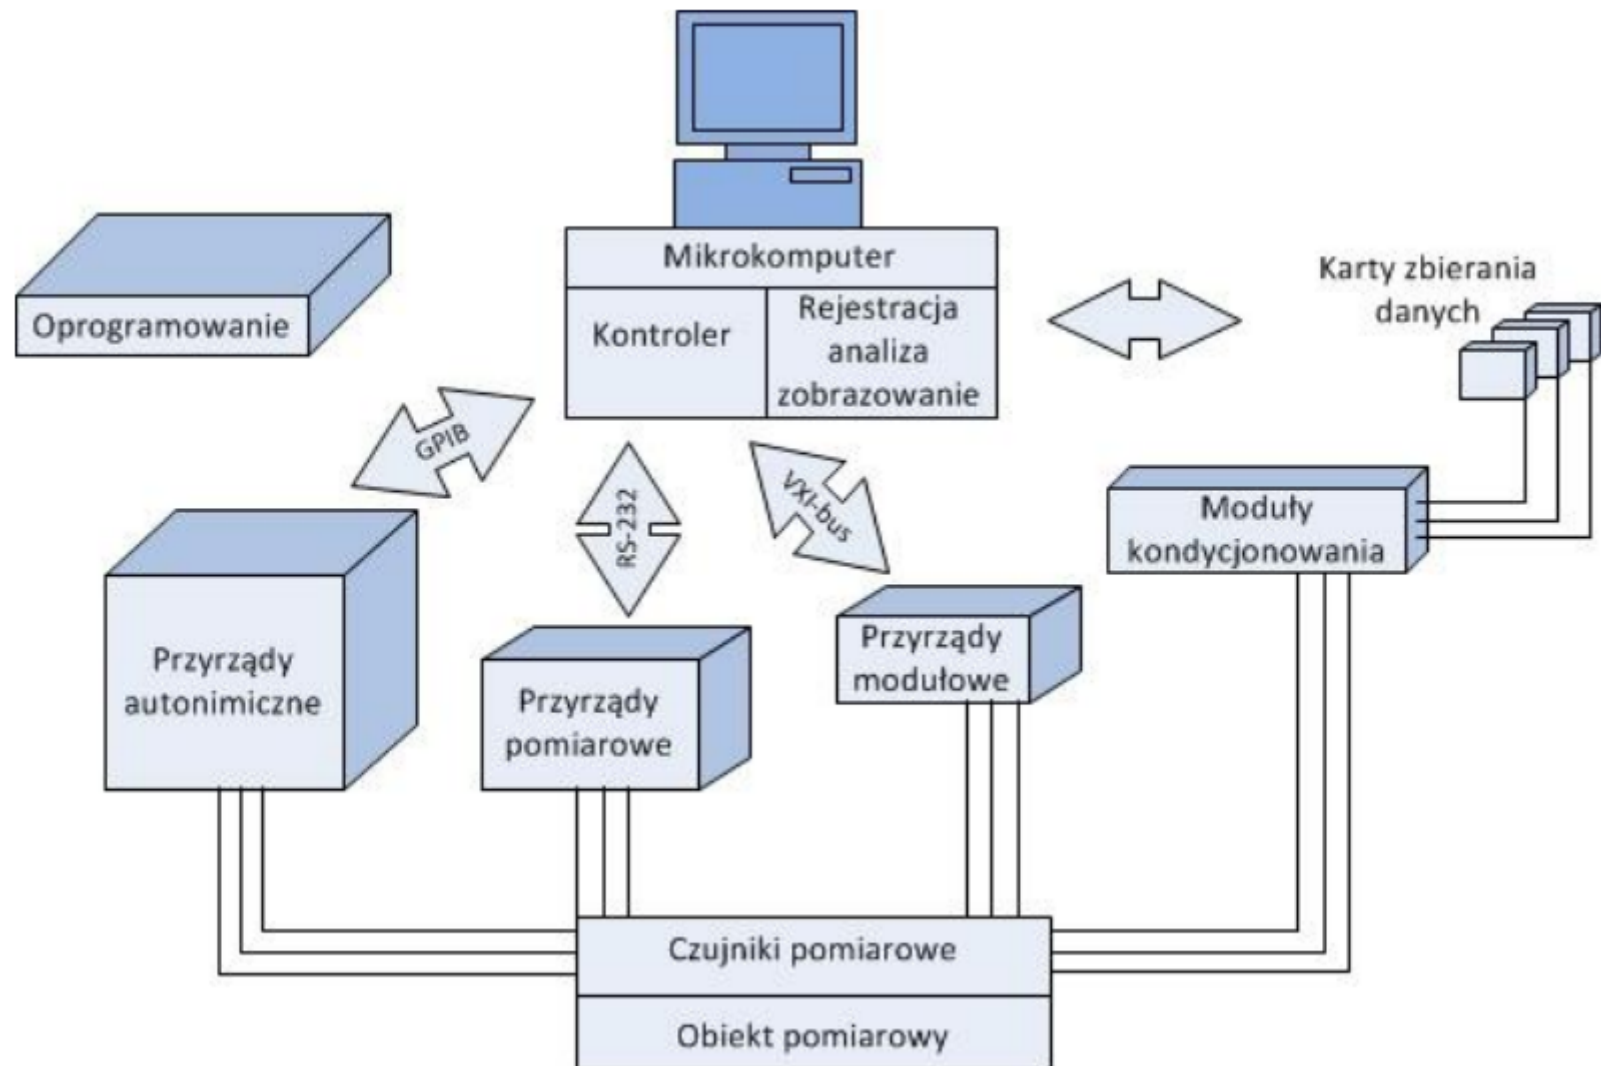 Mikrokomputer
Oprogramowanie
Kontroler
Rejestracja
analiza
zobrazowanie
Karty zbierania
danych
GPIB
RS-232
VXI-bus
Moduły
kondycjonowania
Przyrządy
autonimiczne
Przyrządy
pomiarowe
Przyrządy
modułowe
Czujniki pomiarowe
Obiekt pomiarowy